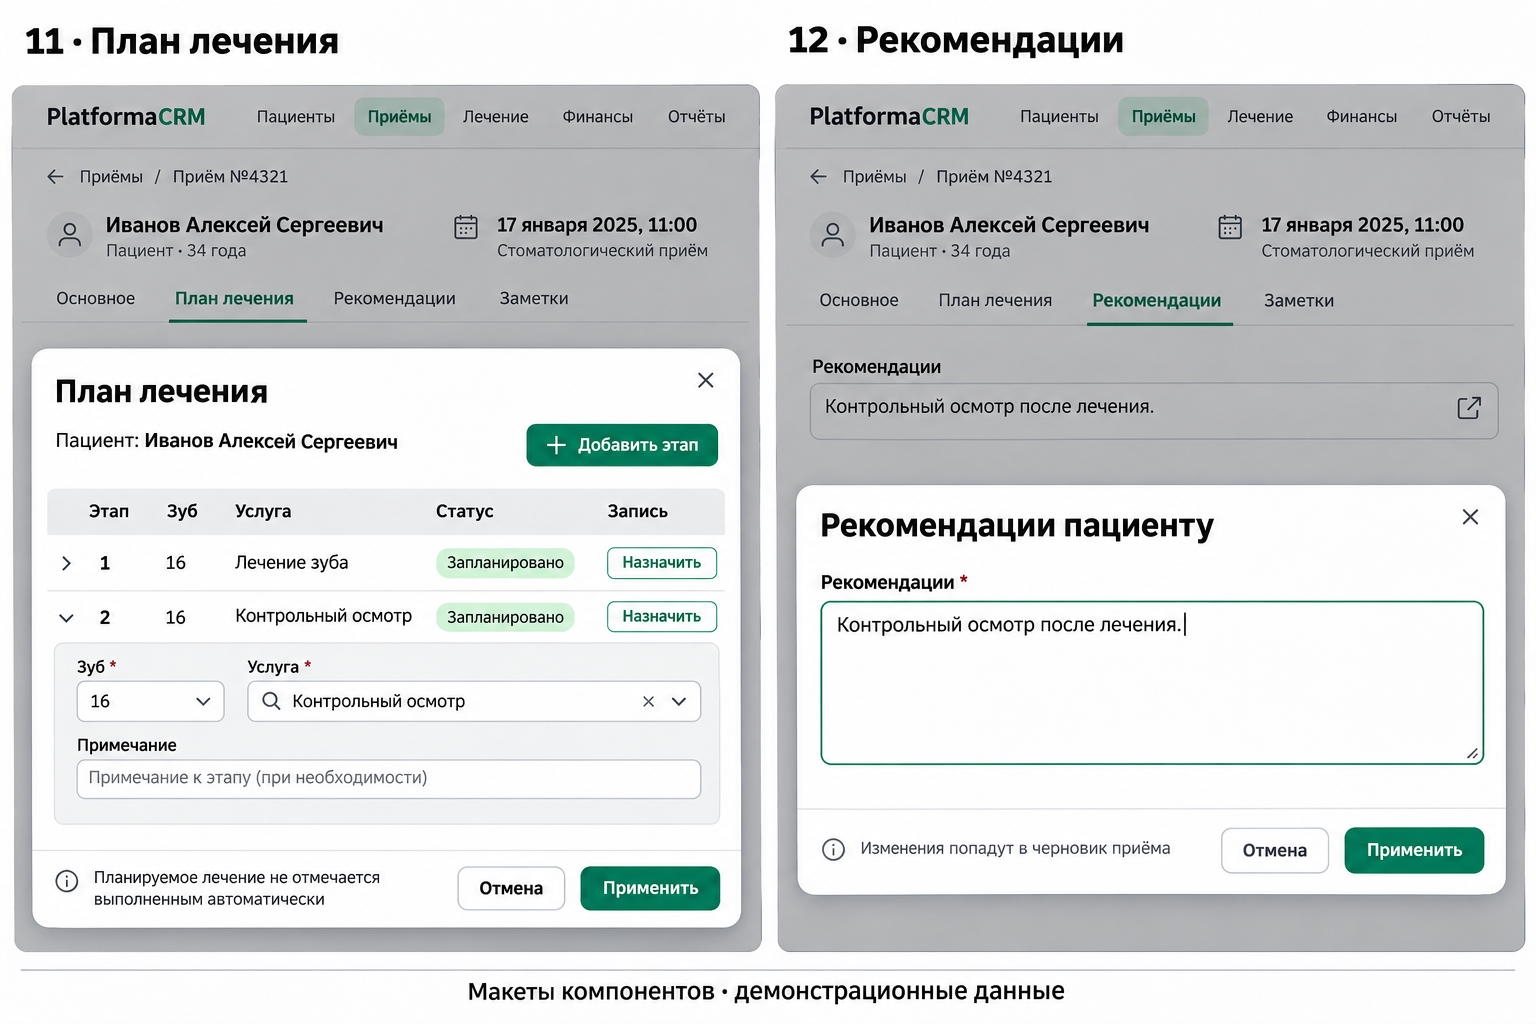 11 · План лечения
PlatformaCRM Пациенты Приёмы Лечение Финансы Отчёты
← Приёмы / Приём №4321
Иванов Алексей Сергеевич
Пациент · 34 года
17 января 2025, 11:00
Стоматологический приём
Основное План лечения Рекомендации Заметки
План лечения
Пациент: Иванов Алексей Сергеевич
Добавить этап
Этап Зуб Услуга Статус Запись
1 16 Лечение зуба Запланировано Назначить
2 16 Контрольный осмотр Запланировано Назначить
Зуб * Услуга *
16 Контрольный осмотр
Примечание
Примечание к этапу (при необходимости)
Планируемое лечение не отмечается
выполненным автоматически
Отмена Применить
12 · Рекомендации
PlatformaCRM Пациенты Приёмы Лечение Финансы Отчёты
← Приёмы / Приём №4321
Иванов Алексей Сергеевич
Пациент · 34 года
17 января 2025, 11:00
Стоматологический приём
Основное План лечения Рекомендации Заметки
Рекомендации
Контрольный осмотр после лечения.
Рекомендации пациенту
Рекомендации *
Контрольный осмотр после лечения.
Изменения попадут в черновик приёма
Отмена Применить
Макеты компонентов · демонстрационные данные